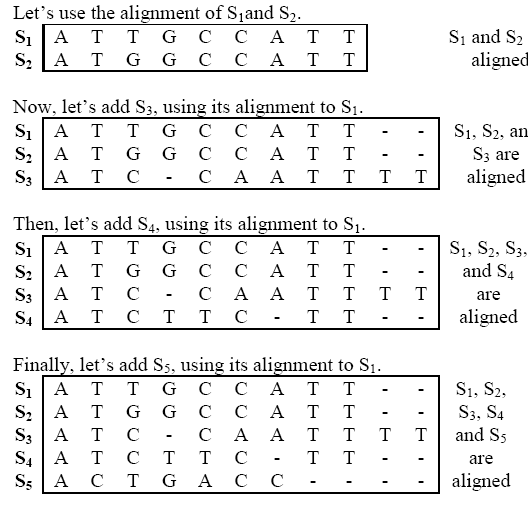 Let's use the alignment of S1and S2.
S1 A T T G C C A T T S1 and S2
S2 A T G G C C A T T aligned
Now, let's add S3, using its alignment to S1.
S1 A T T G C C A T T - - S1, S2, an
S2 A T G G C C A T T - - S3 are
S3 A T C - C A A T T T T aligned
Then, let's add S4, using its alignment to S1.
S1 A T T G C C A T T - - S1, S2, S3,
S2 A T G G C C A T T - - and S4
S3 A T C - C A A T T T T are
S4 A T C T T C - T T - - aligned
Finally, let's add S5, using its alignment to S1.
S1 A T T G C C A T T - - S1, S2,
S2 A T G G C C A T T - - S3, S4
S3 A T C - C A A T T T T and S5
S4 A T C T T C - T T - - are
S5 A C T G A C C - - - - aligned